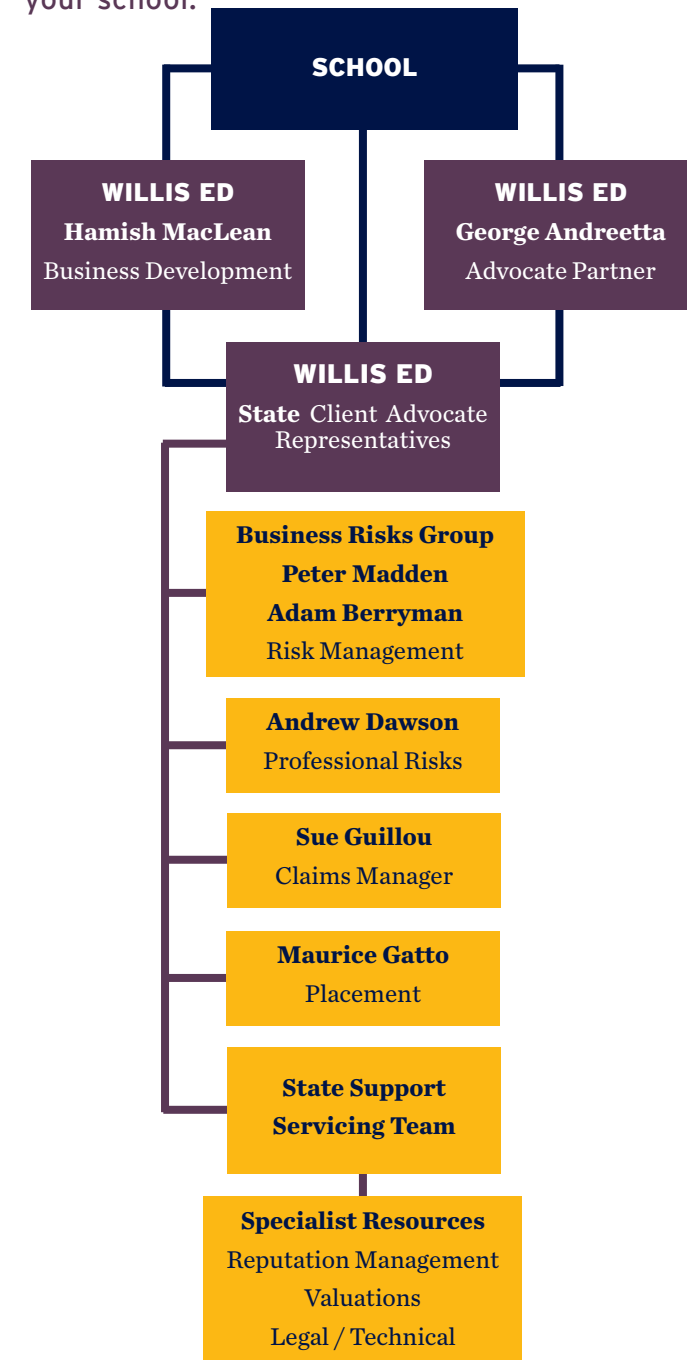 your school.
SCHOOL
WILLIS ED
Hamish MacLean
Business Development
WILLIS ED
George Andreetta
Advocate Partner
WILLIS ED
State Client Advocate
Representatives
Business Risks Group
Peter Madden
Adam Berryman
Risk Management
Andrew Dawson
Professional Risks
Sue Guillou
Claims Manager
Maurice Gatto
Placement
State Support
Servicing Team
Specialist Resources
Reputation Management
Valuations
Legal / Technical